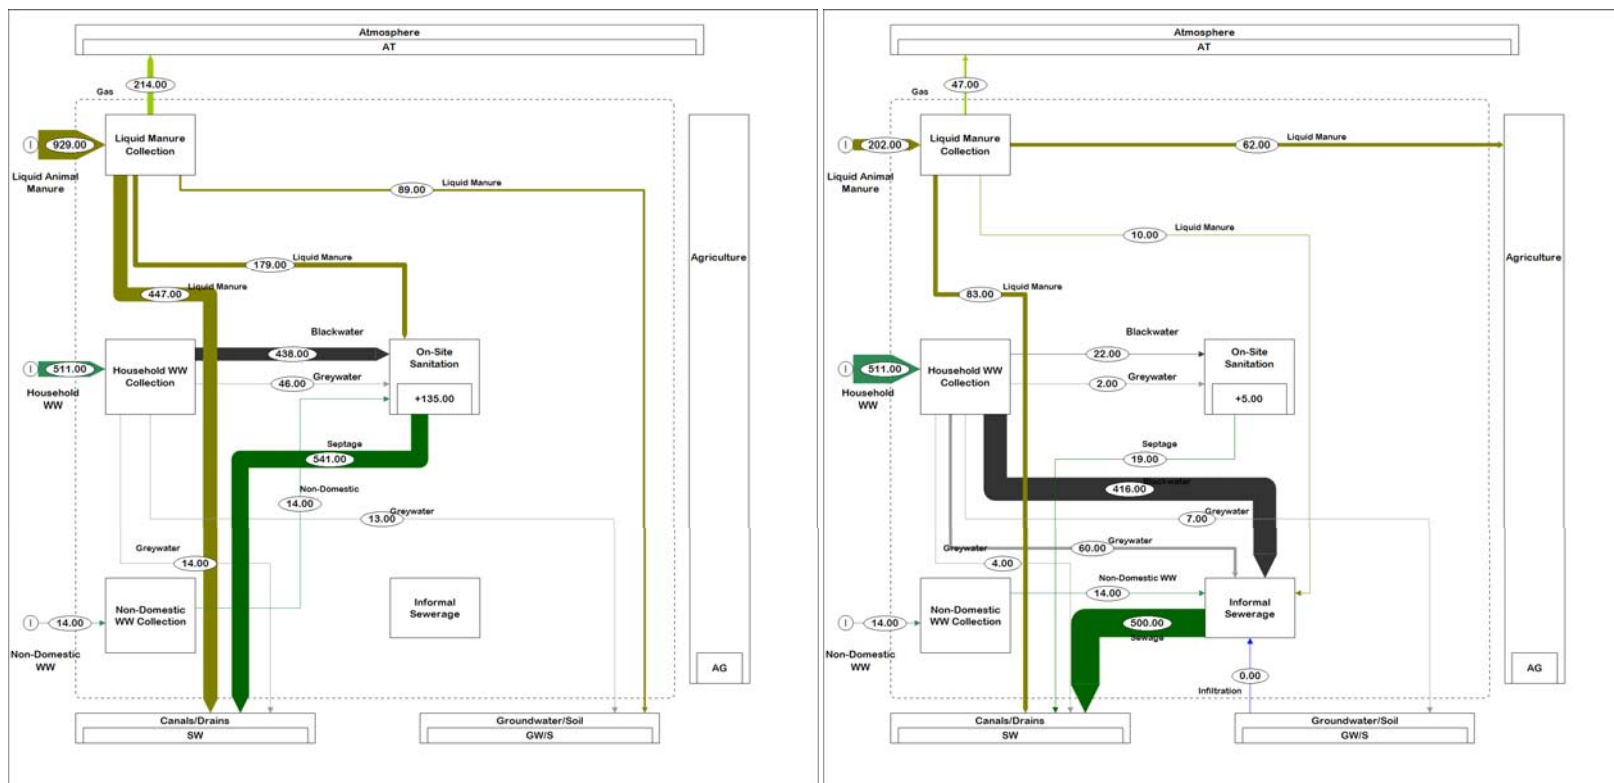 Atmosphere
AT
214.00
Gas
I
929.00
Liquid Manure
Collection
Liquid Animal
Manure
89.00
Liquid Manure
Agriculture
179.00
Liquid Manure
447.00
Liquid Manure
Blackwater
438.00
On-Site
Sanitation
I
511.00
Household WW
Collection
Greywater
46.00
Household
WW
+135.00
Septage
541.00
Non-Domestic
14.00
Greywater
13.00
Greywater
14.00
Non-Domestic
WW Collection
Informal
Sewerage
I
14.00
Non-Domestic
WW
AG
Canals/Drains
SW
Groundwater/Soil
GW/S
Atmosphere
AT
47.00
Gas
I
202.00
Liquid Manure
Collection
Liquid Animal
Manure
62.00
Liquid Manure
10.00
Liquid Manure
Agriculture
83.00
Liquid Manure
Blackwater
22.00
On-Site
Sanitation
I
511.00
Household WW
Collection
Greywater
2.00
Household
WW
+5.00
Septage
19.00
Blackwater
416.00
Greywater
7.00
Greywater
60.00
Greywater
4.00
Non-Domestic WW
14.00
Non-Domestic
WW Collection
Informal
Sewerage
I
14.00
Non-Domestic
WW
500.00
Sewage
0.00
Infiltration
AG
Canals/Drains
SW
Groundwater/Soil
GW/S